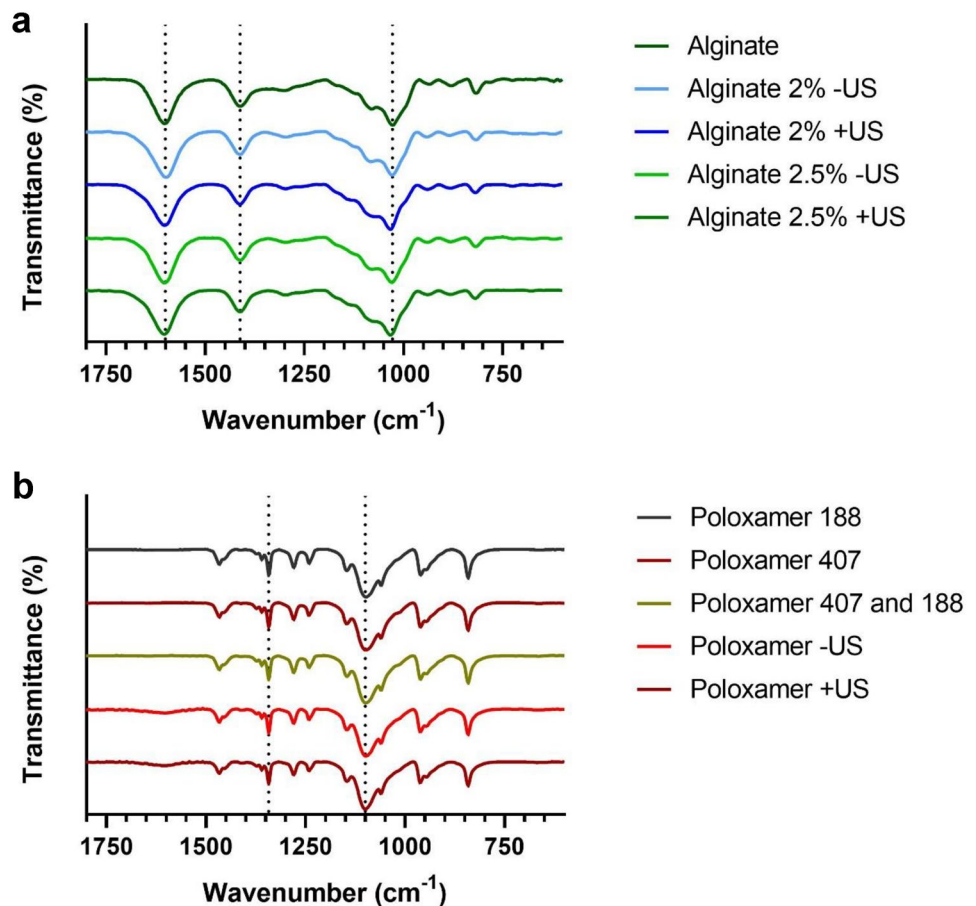 a
Transmittance (%)
1750 1500 1250 1000 750
Wavenumber (cm⁻¹)
Alginate
Alginate 2% -US
Alginate 2% +US
Alginate 2.5% -US
Alginate 2.5% +US
b
Transmittance (%)
1750 1500 1250 1000 750
Wavenumber (cm⁻¹)
Poloxamer 188
Poloxamer 407
Poloxamer 407 and 188
Poloxamer -US
Poloxamer +US